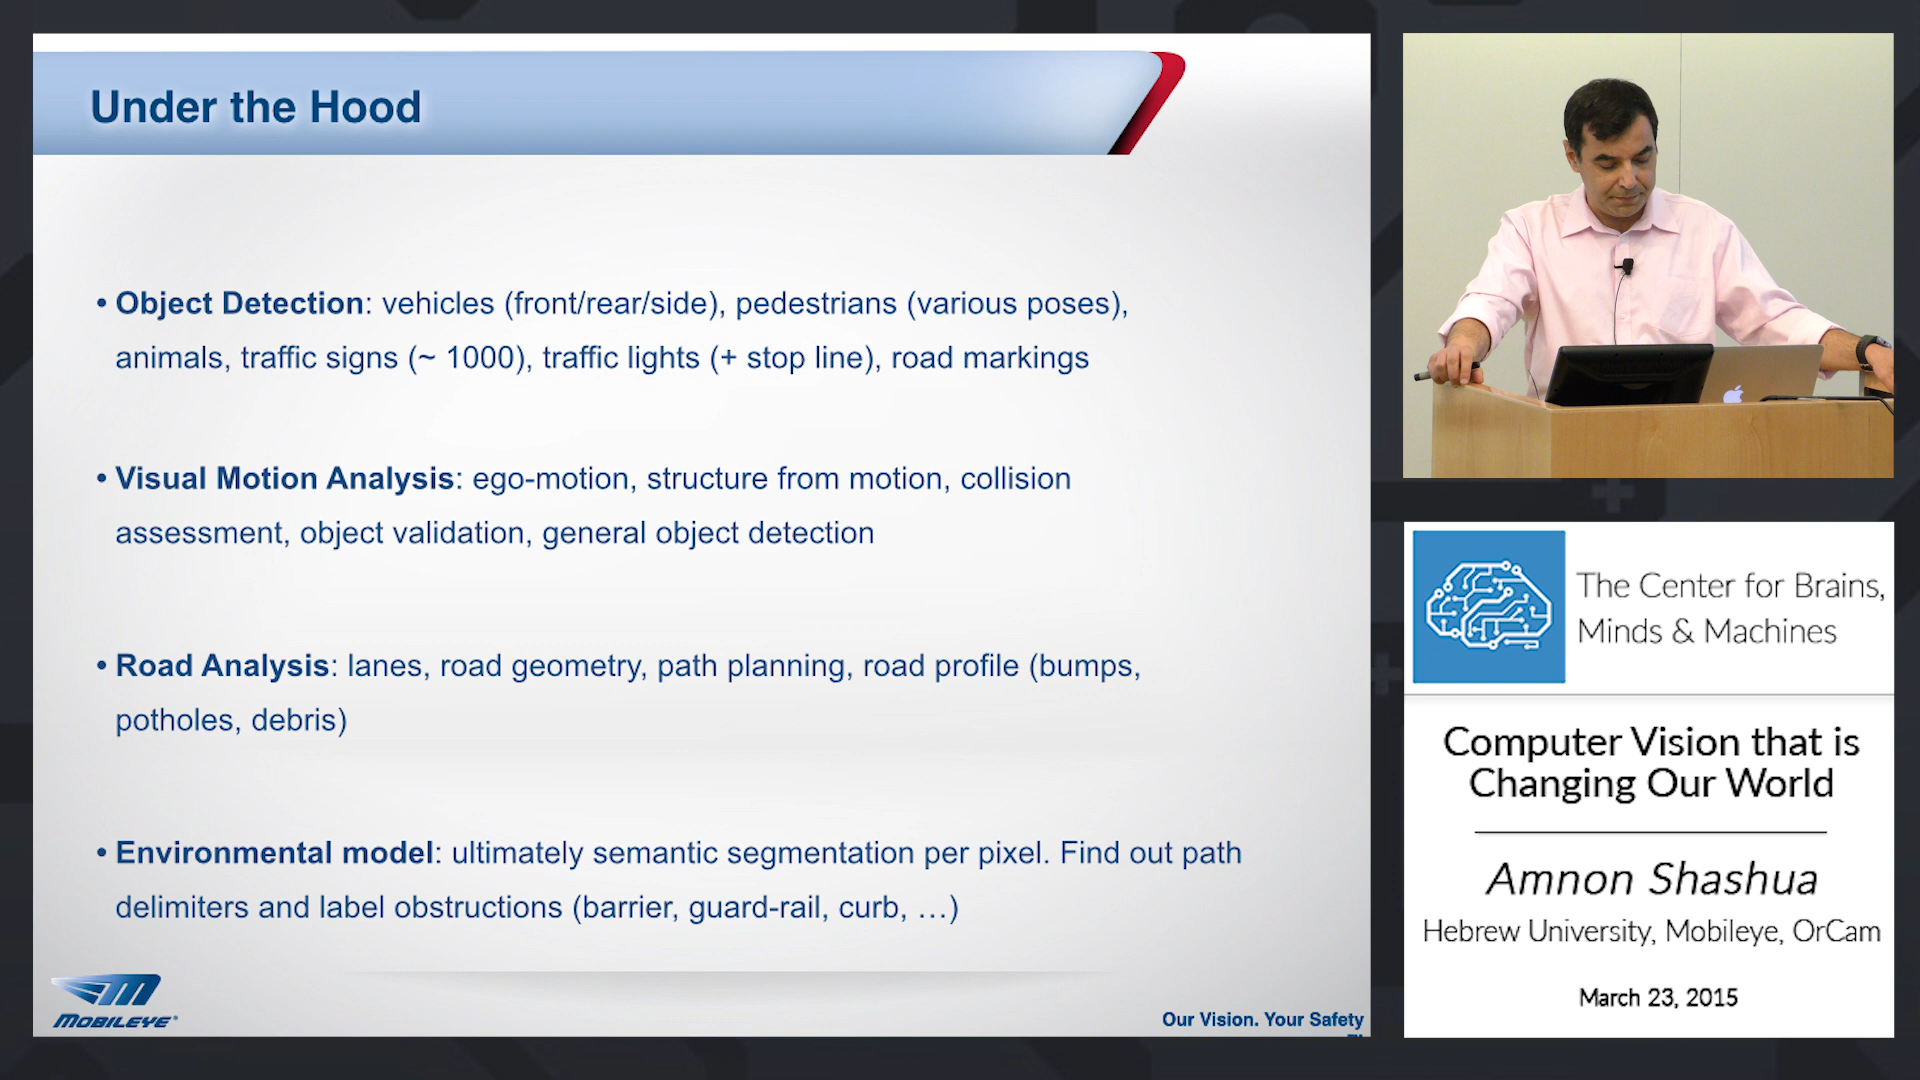 Under the Hood
• Object Detection: vehicles (front/rear/side), pedestrians (various poses),
animals, traffic signs (~ 1000), traffic lights (+ stop line), road markings
• Visual Motion Analysis: ego-motion, structure from motion, collision
assessment, object validation, general object detection
• Road Analysis: lanes, road geometry, path planning, road profile (bumps,
potholes, debris)
• Environmental model: ultimately semantic segmentation per pixel. Find out path
delimiters and label obstructions (barrier, guard-rail, curb, …)
MOBILEYE®
Our Vision. Your Safety
The Center for Brains,
Minds & Machines
Computer Vision that is
Changing Our World
Amnon Shashua
Hebrew University, Mobileye, OrCam
March 23, 2015